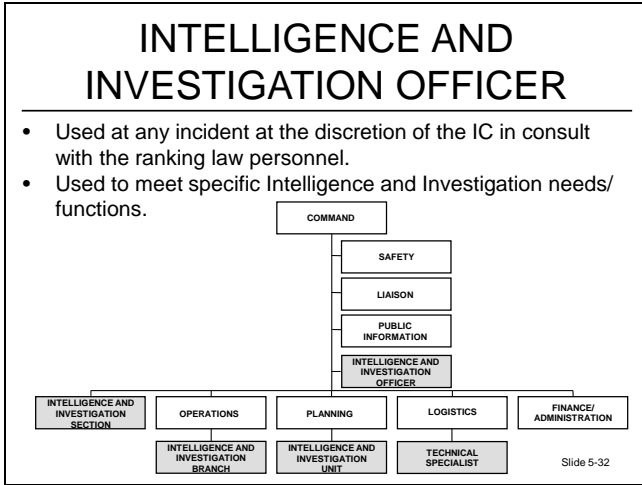 INTELLIGENCE AND
INVESTIGATION OFFICER
• Used at any incident at the discretion of the IC in consult
with the ranking law personnel.
• Used to meet specific Intelligence and Investigation needs/
functions.
COMMAND
SAFETY
LIAISON
PUBLIC
INFORMATION
INTELLIGENCE AND
INVESTIGATION
OFFICER
INTELLIGENCE AND
INVESTIGATION
SECTION
OPERATIONS
PLANNING
LOGISTICS
FINANCE/
ADMINISTRATION
INTELLIGENCE AND
INVESTIGATION
BRANCH
INTELLIGENCE AND
INVESTIGATION
UNIT
TECHNICAL
SPECIALIST
Slide 5-32